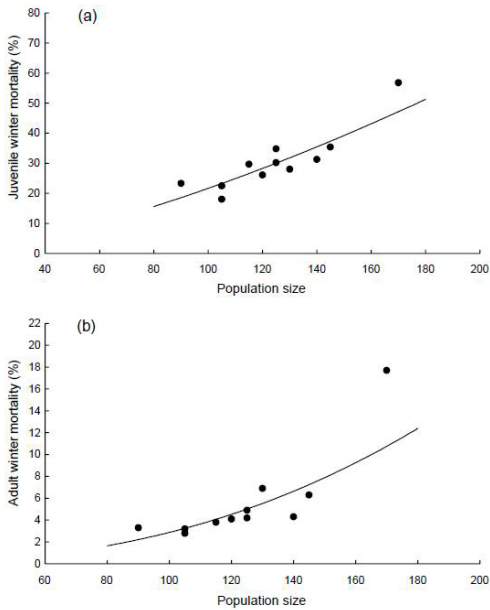 (a)
Juvenile winter mortality (%)
80
70
60
50
40
30
20
10
0
40 60 80 100 120 140 160 180 200
Population size
(b)
Adult winter mortality (%)
22
20
18
16
14
12
10
8
6
4
2
0
60 80 100 120 140 160 180 200
Population size